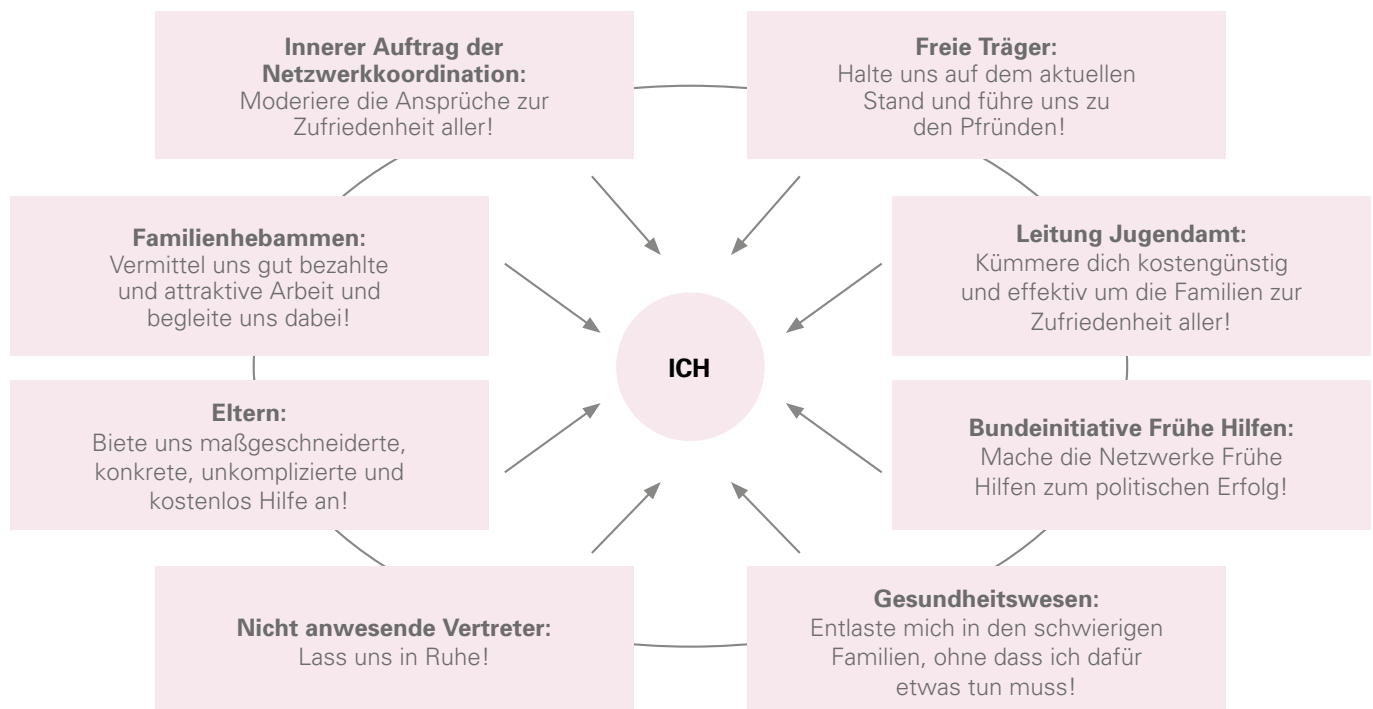 Innerer Auftrag der
Netzwerkkoordination:
Moderiere die Ansprüche zur
Zufriedenheit aller!
Freie Träger:
Halte uns auf dem aktuellen
Stand und führe uns zu
den Pfründen!
Familienhebammen:
Vermittel uns gut bezahlte
und attraktive Arbeit und
begleite uns dabei!
Leitung Jugendamt:
Kümmere dich kostengünstig
und effektiv um die Familien zur
Zufriedenheit aller!
ICH
Eltern:
Biete uns maßgeschneiderte,
konkrete, unkomplizierte und
kostenlos Hilfe an!
Bundeinitiative Frühe Hilfen:
Mache die Netzwerke Frühe
Hilfen zum politischen Erfolg!
Nicht anwesende Vertreter:
Lass uns in Ruhe!
Gesundheitswesen:
Entlaste mich in den schwierigen
Familien, ohne dass ich dafür
etwas tun muss!